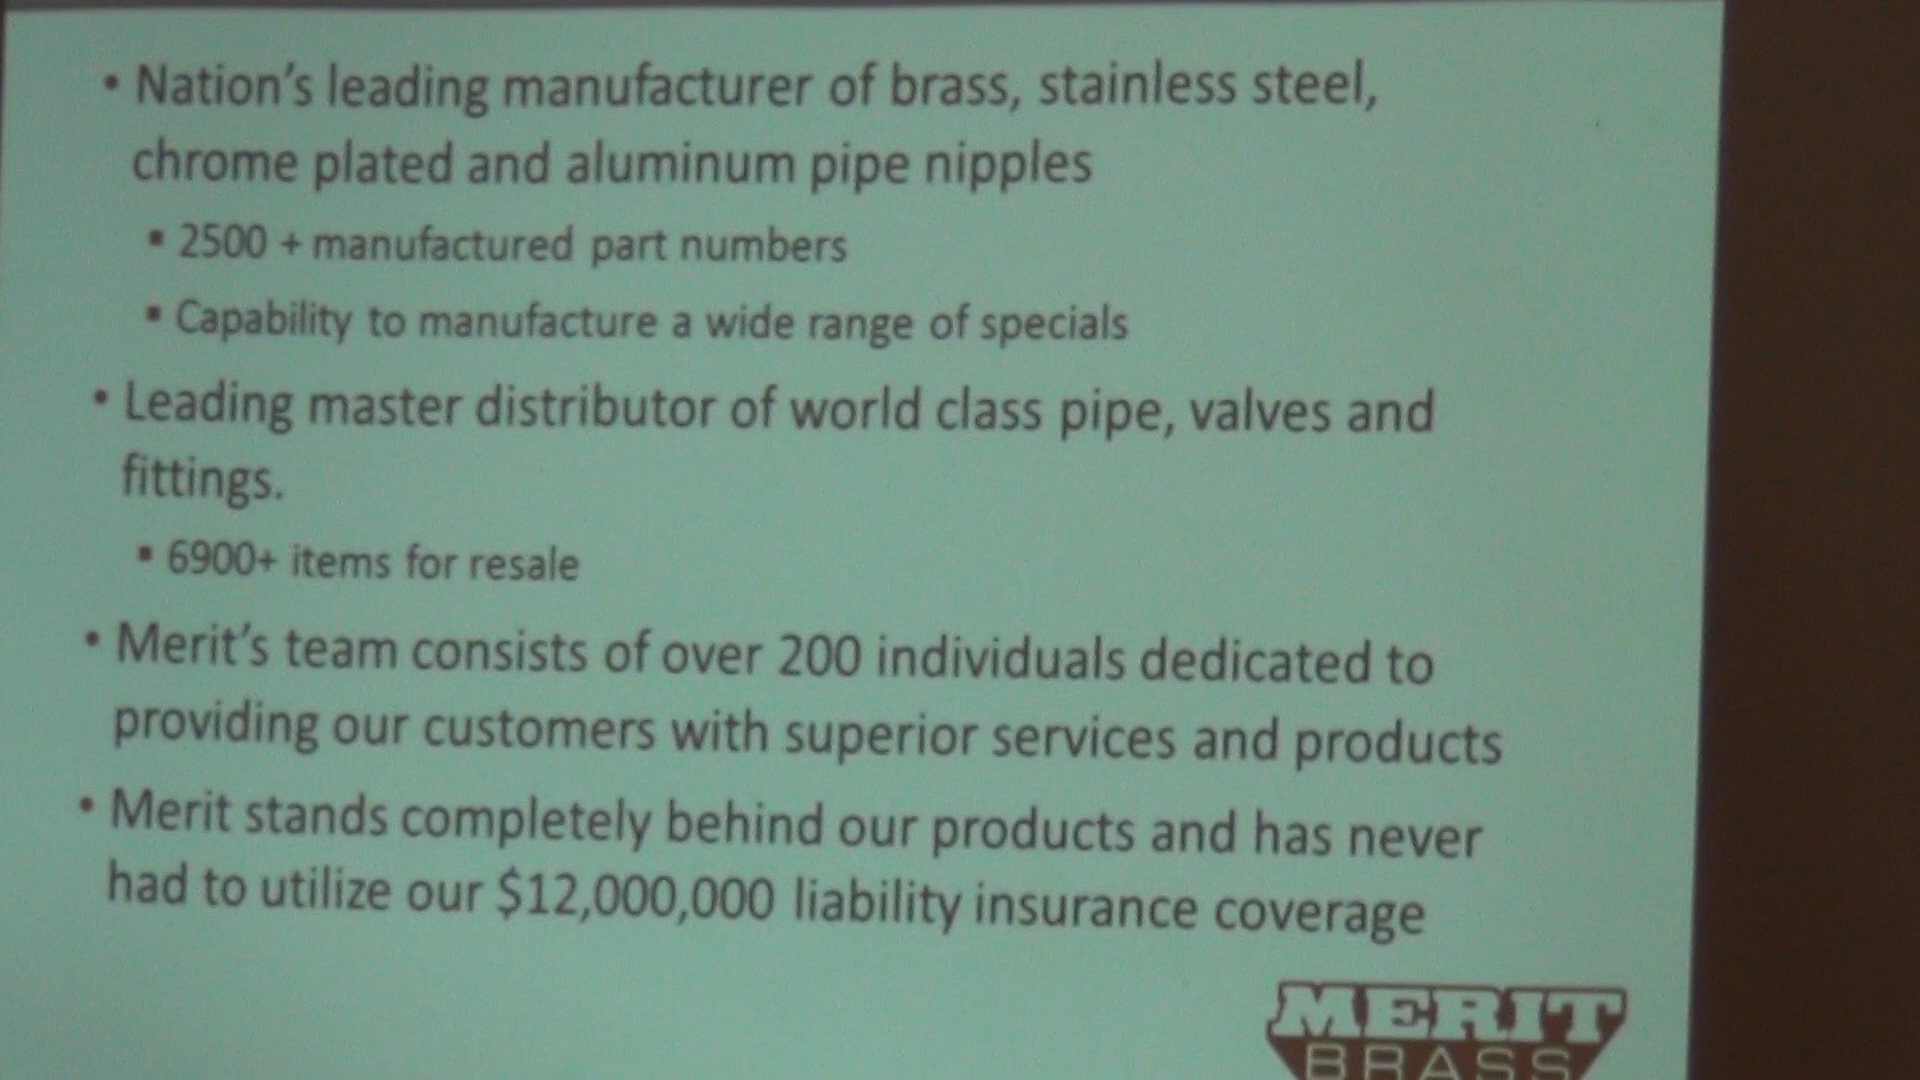 • Nation's leading manufacturer of brass, stainless steel,
chrome plated and aluminum pipe nipples
▪ 2500 + manufactured part numbers
▪ Capability to manufacture a wide range of specials
• Leading master distributor of world class pipe, valves and
fittings.
▪ 6900+ items for resale
• Merit's team consists of over 200 individuals dedicated to
providing our customers with superior services and products
• Merit stands completely behind our products and has never
had to utilize our $12,000,000 liability insurance coverage
MERIT
BRASS